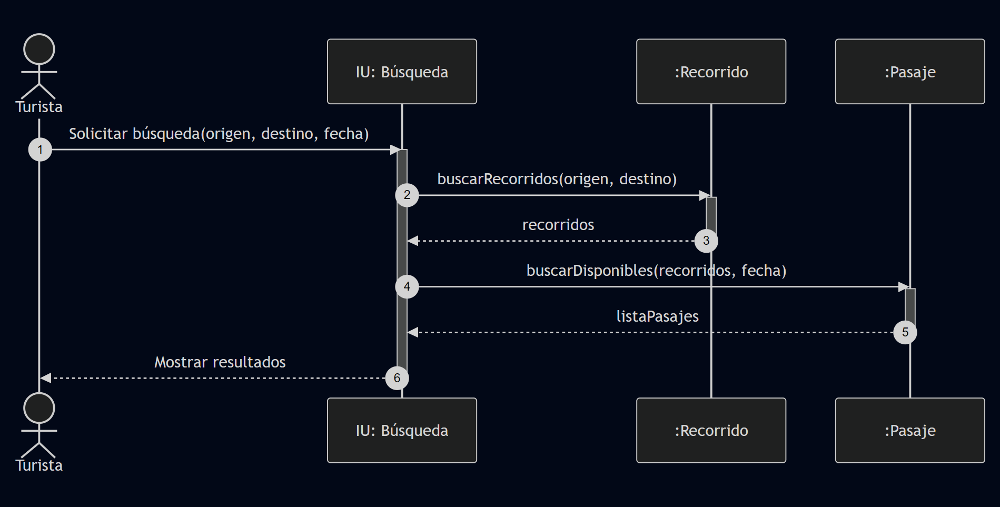 Turista
IU: Búsqueda
:Recorrido
:Pasaje
Solicitar búsqueda(origen, destino, fecha)
1
buscarRecorridos(origen, destino)
2
recorridos
3
buscarDisponibles(recorridos, fecha)
4
listaPasajes
5
Mostrar resultados
6
Turista
IU: Búsqueda
:Recorrido
:Pasaje